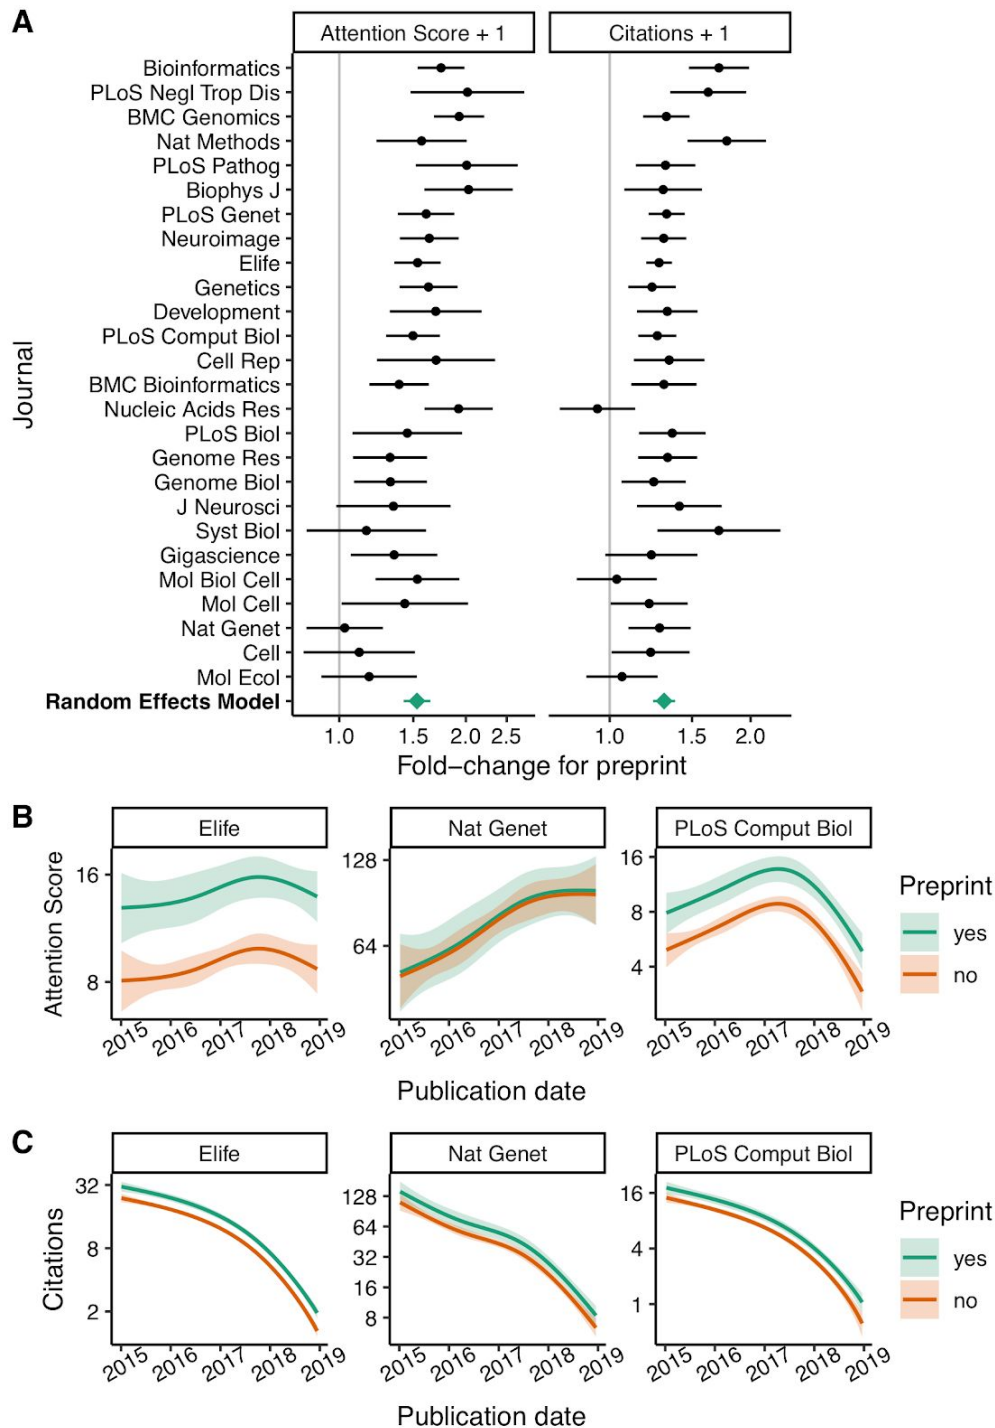 A
Attention Score + 1
Citations + 1
Journal
Bioinformatics
PLoS Negl Trop Dis
BMC Genomics
Nat Methods
PLoS Pathog
Biophys J
PLoS Genet
Neuroimage
Elife
Genetics
Development
PLoS Comput Biol
Cell Rep
BMC Bioinformatics
Nucleic Acids Res
PLoS Biol
Genome Res
Genome Biol
J Neurosci
Syst Biol
Gigascience
Mol Biol Cell
Mol Cell
Nat Genet
Cell
Mol Ecol
Random Effects Model
1.0 1.5 2.0 2.5
1.0 1.5 2.0
Fold−change for preprint
B
Elife
Nat Genet
PLoS Comput Biol
Attention Score
16
8
128
64
16
8
4
2015 2016 2017 2018 2019
2015 2016 2017 2018 2019
2015 2016 2017 2018 2019
Publication date
Preprint
yes
no
C
Elife
Nat Genet
PLoS Comput Biol
Citations
32
8
2
128
64
32
16
8
16
4
1
2015 2016 2017 2018 2019
2015 2016 2017 2018 2019
2015 2016 2017 2018 2019
Publication date
Preprint
yes
no